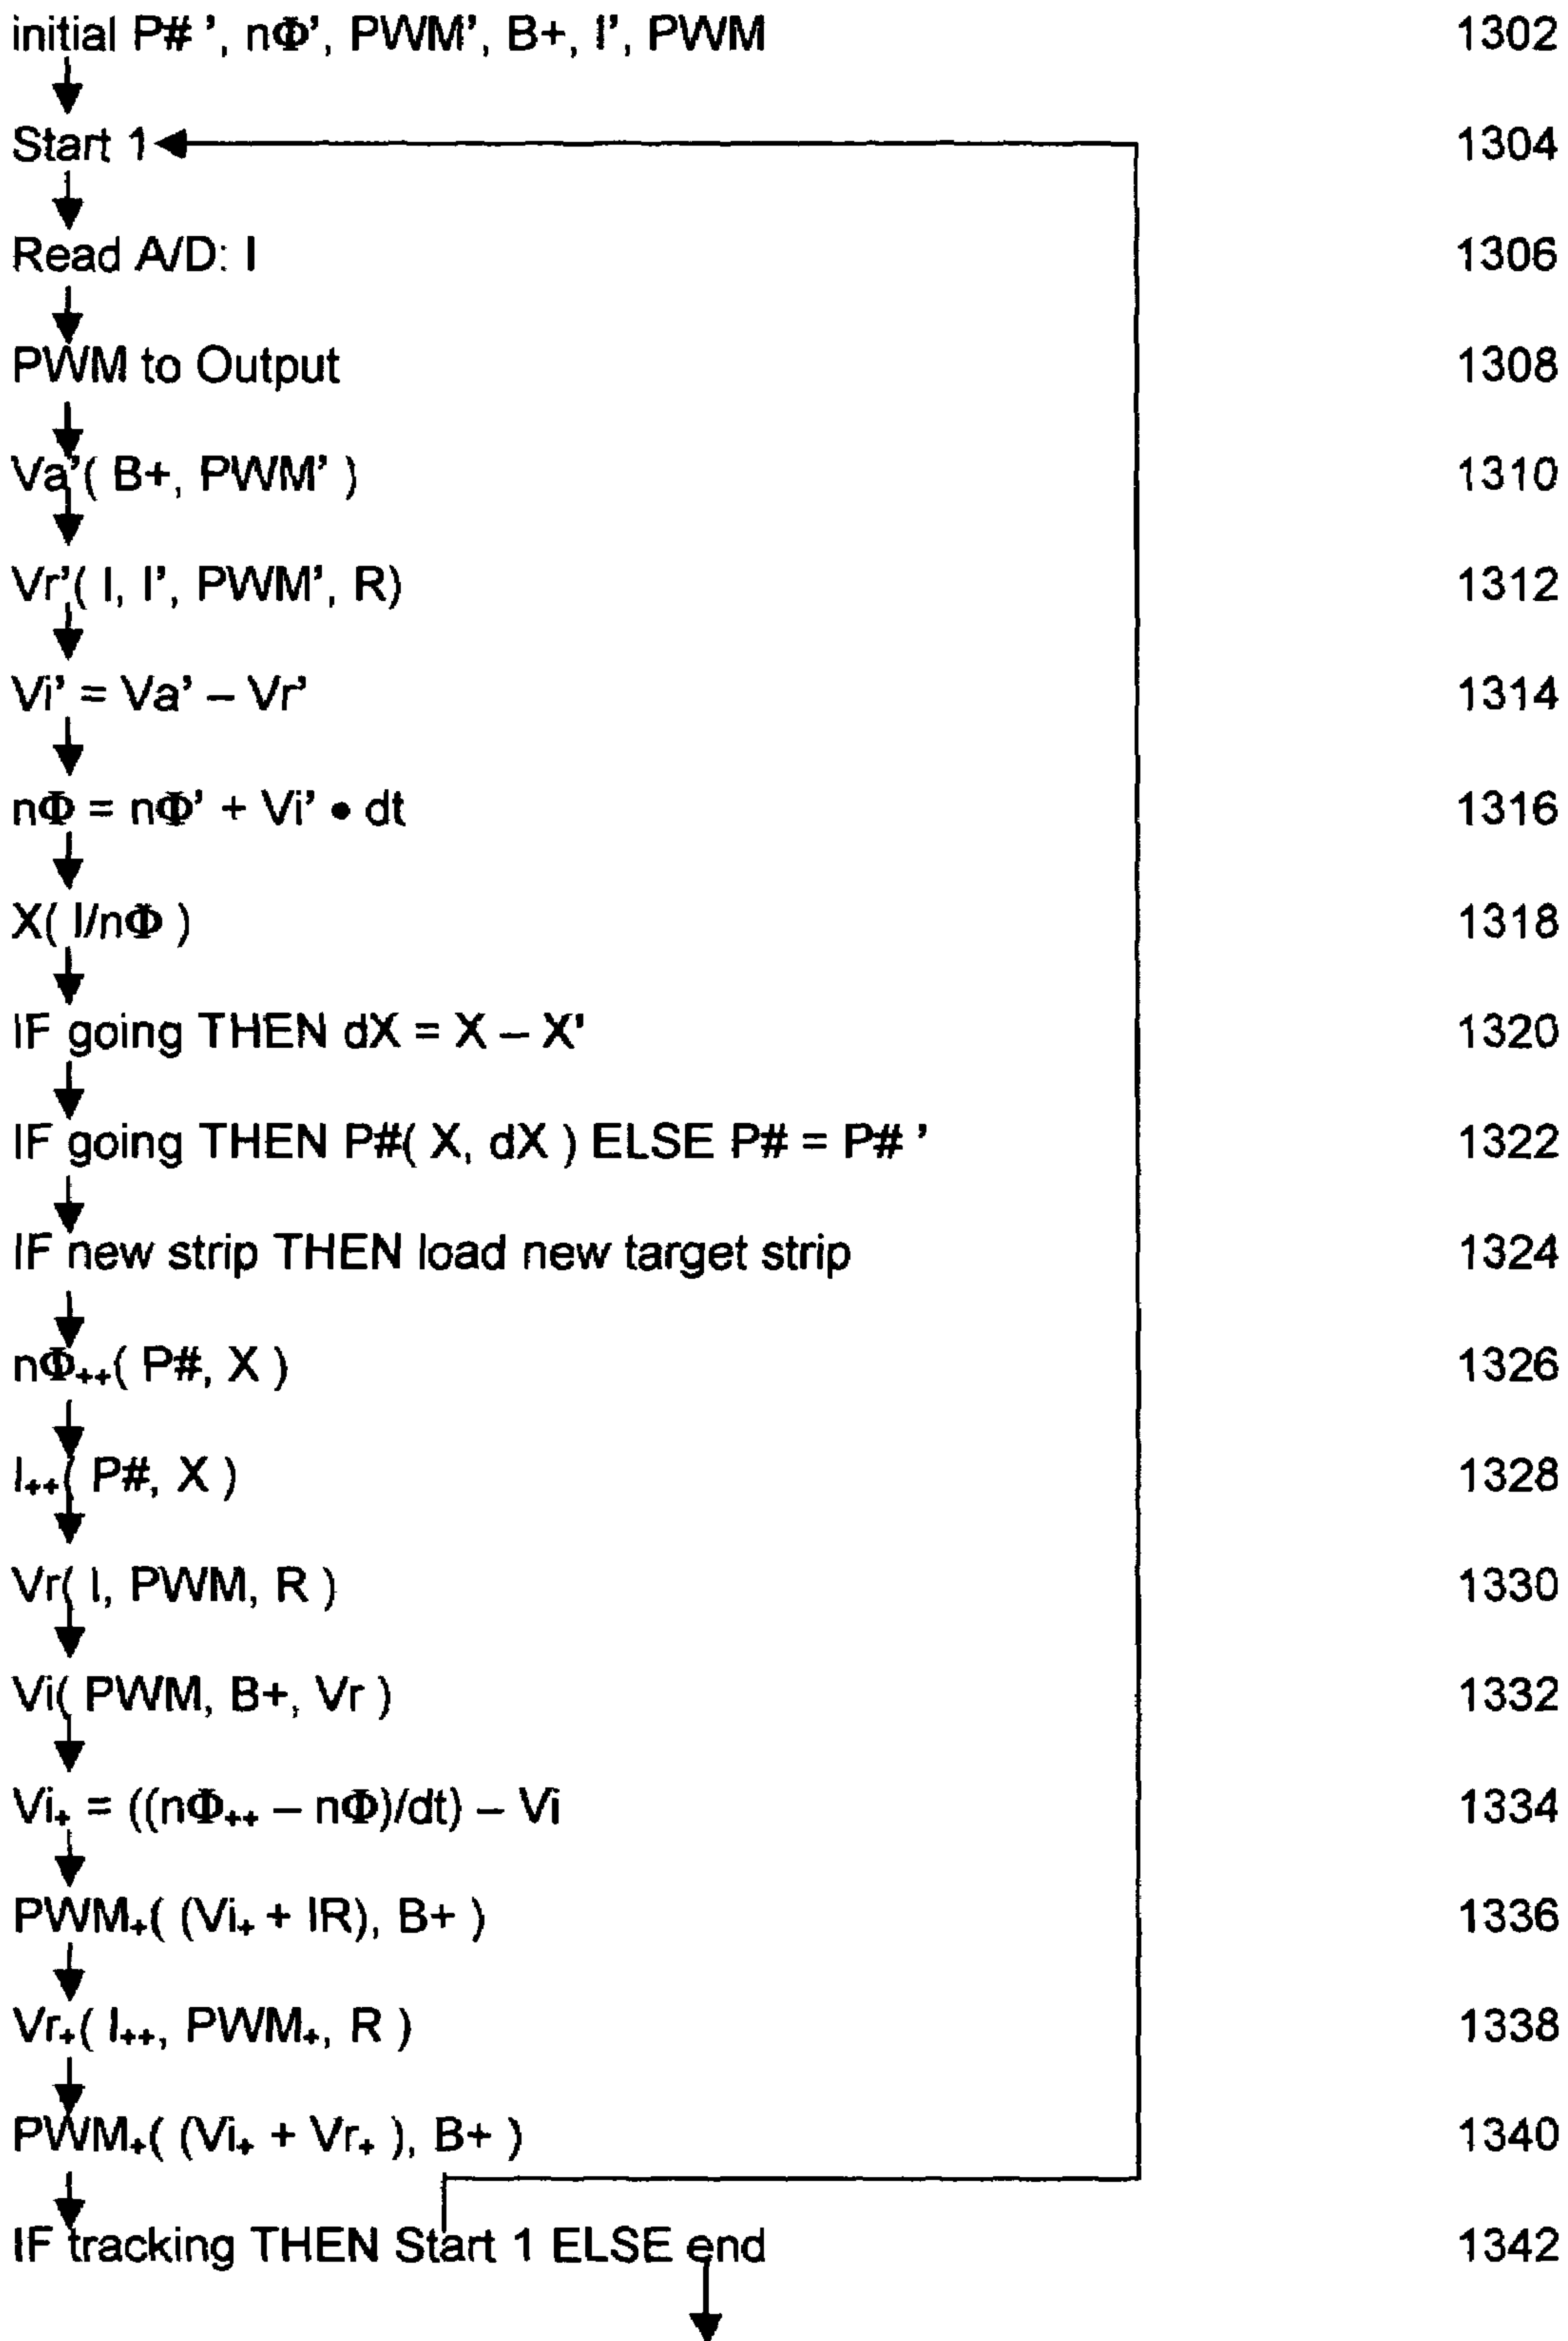 initial P# ’, nΦ’, PWM’, B+, I’, PWM 1302
Start 1 1304
Read A/D: I 1306
PWM to Output 1308
Va’( B+, PWM’ ) 1310
Vr’( I, I’, PWM’, R) 1312
Vi’ = Va’ – Vr’ 1314
nΦ = nΦ’ + Vi’ • dt 1316
X( I/nΦ ) 1318
IF going THEN dX = X – X' 1320
IF going THEN P#( X, dX ) ELSE P# = P# ’ 1322
IF new strip THEN load new target strip 1324
nΦ₊₊( P#, X ) 1326
I₊₊( P#, X ) 1328
Vr( I, PWM, R ) 1330
Vi( PWM, B+, Vr ) 1332
Vi₊ = ((nΦ₊₊ – nΦ)/dt) – Vi 1334
PWM₊( (Vi₊ + IR), B+ ) 1336
Vr₊( I₊₊, PWM₊, R ) 1338
PWM₊( (Vi₊ + Vr₊ ), B+ ) 1340
IF tracking THEN Start 1 ELSE end 1342